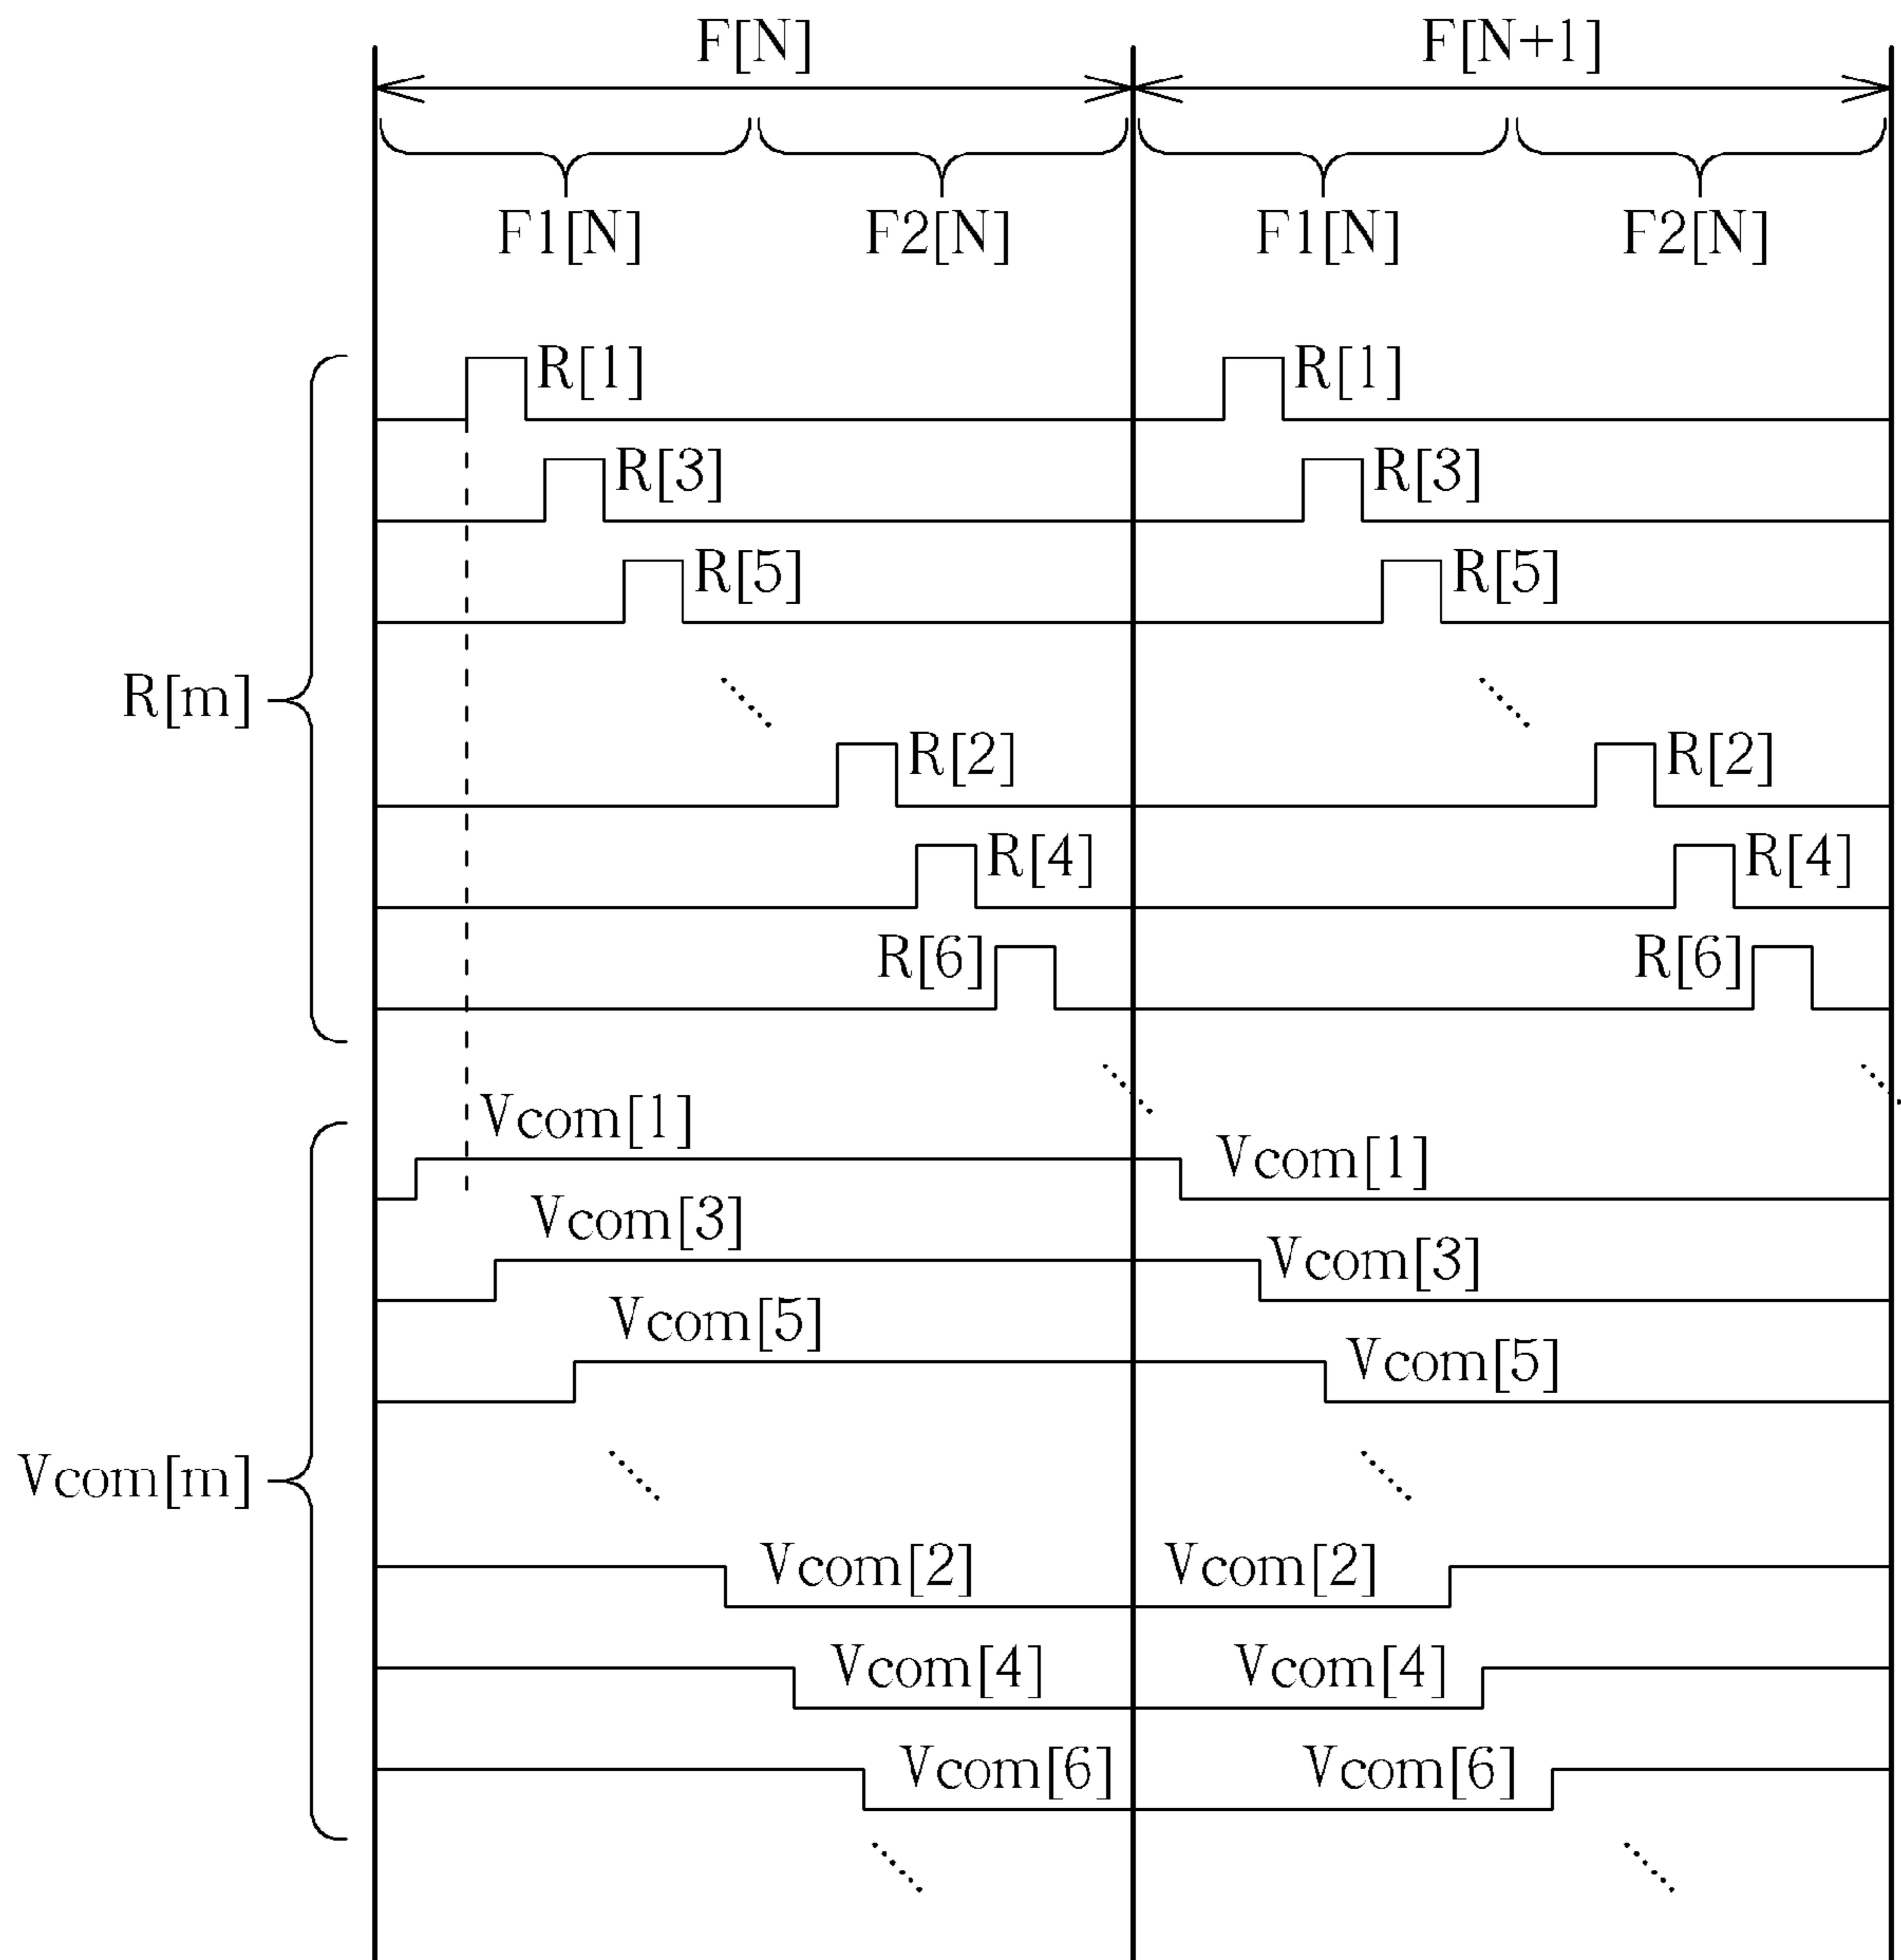 F[N] F[N+1]
F1[N] F2[N] F1[N] F2[N]
R[1] R[1]
R[3] R[3]
R[5] R[5]
R[m]
R[2] R[2]
R[4] R[4]
R[6] R[6]
Vcom[1] Vcom[1]
Vcom[3] Vcom[3]
Vcom[5] Vcom[5]
Vcom[m]
Vcom[2] Vcom[2]
Vcom[4] Vcom[4]
Vcom[6] Vcom[6]